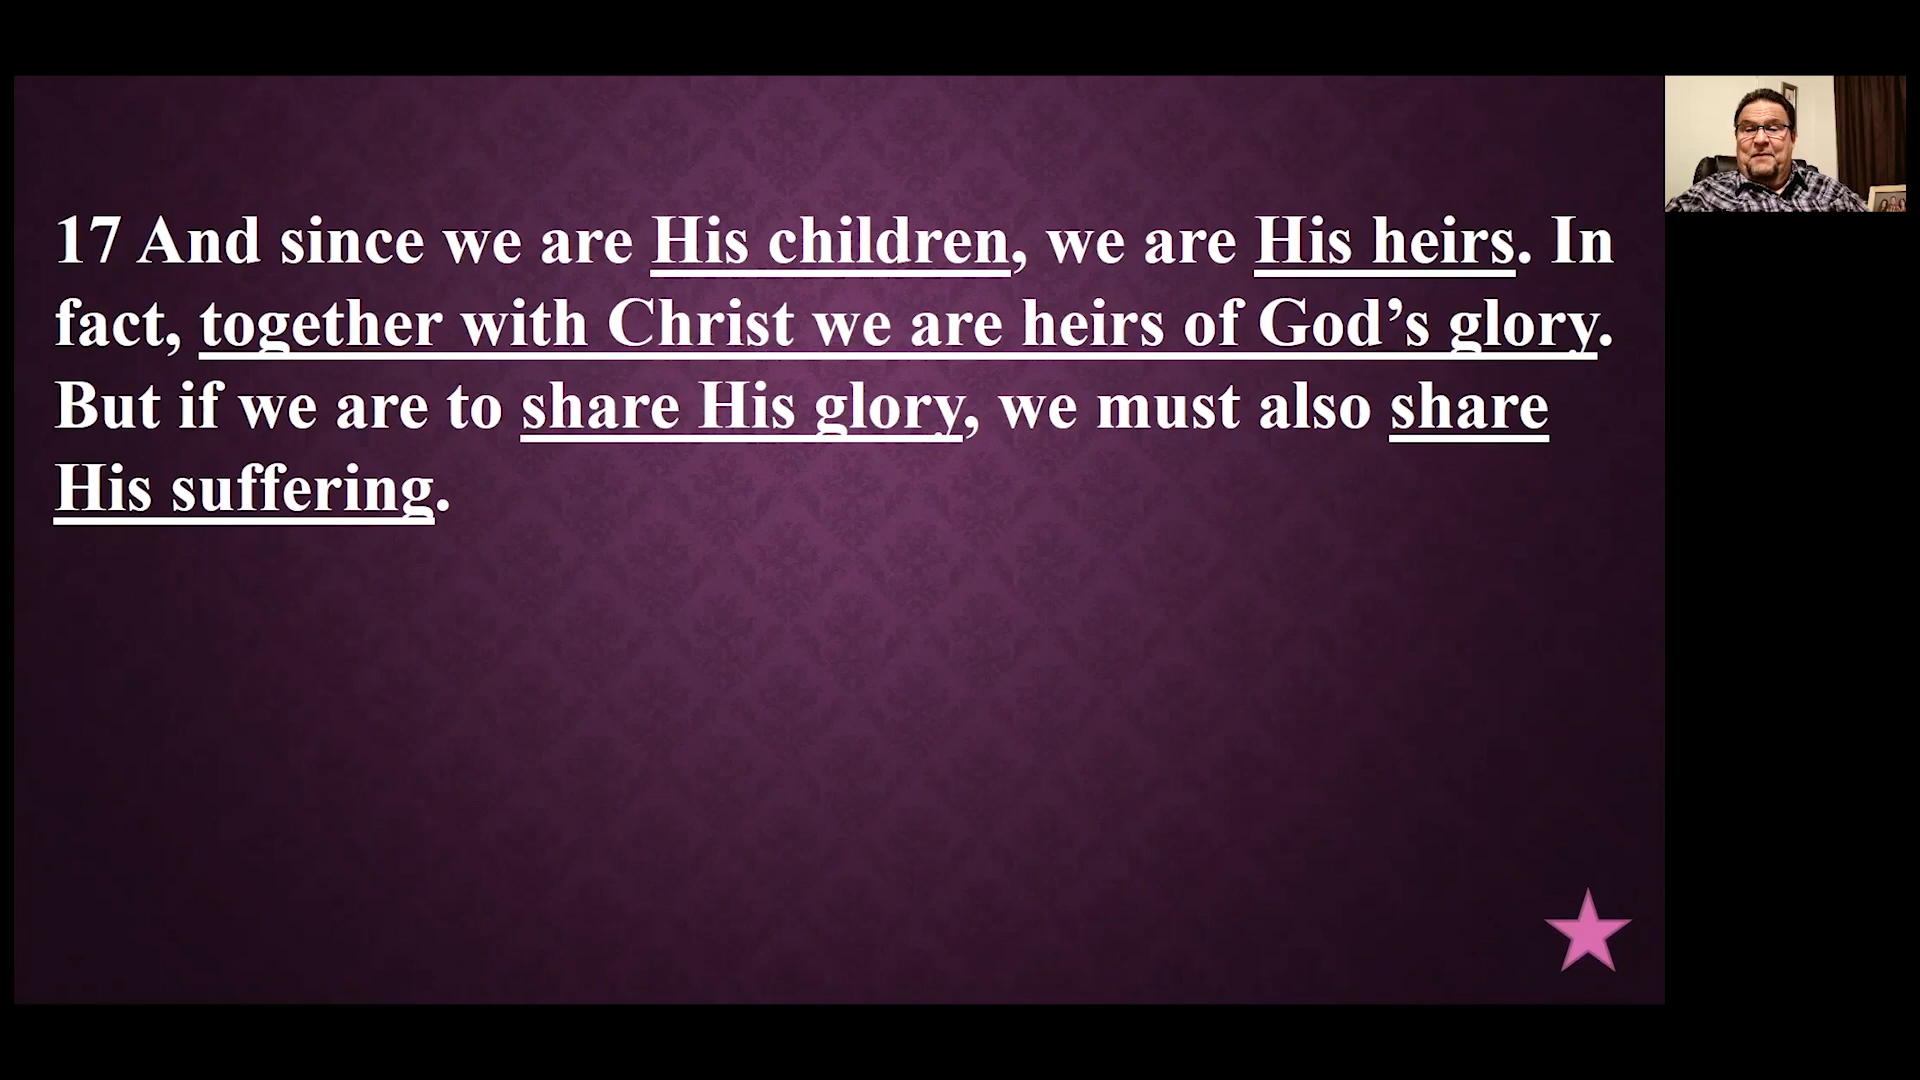 17 And since we are His children, we are His heirs. In
fact, together with Christ we are heirs of God’s glory.
But if we are to share His glory, we must also share
His suffering.